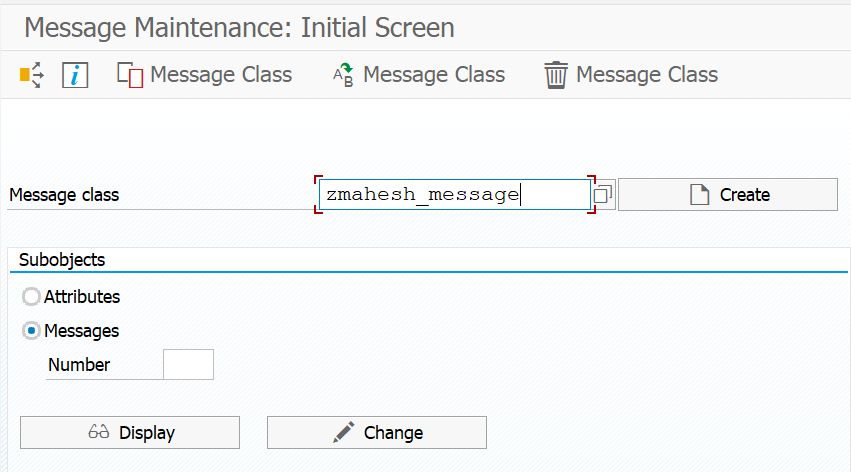 Message Maintenance: Initial Screen
i Message Class A B Message Class Message Class
Message class zmahesh_message Create
Subobjects
Attributes
Messages
Number
Display Change